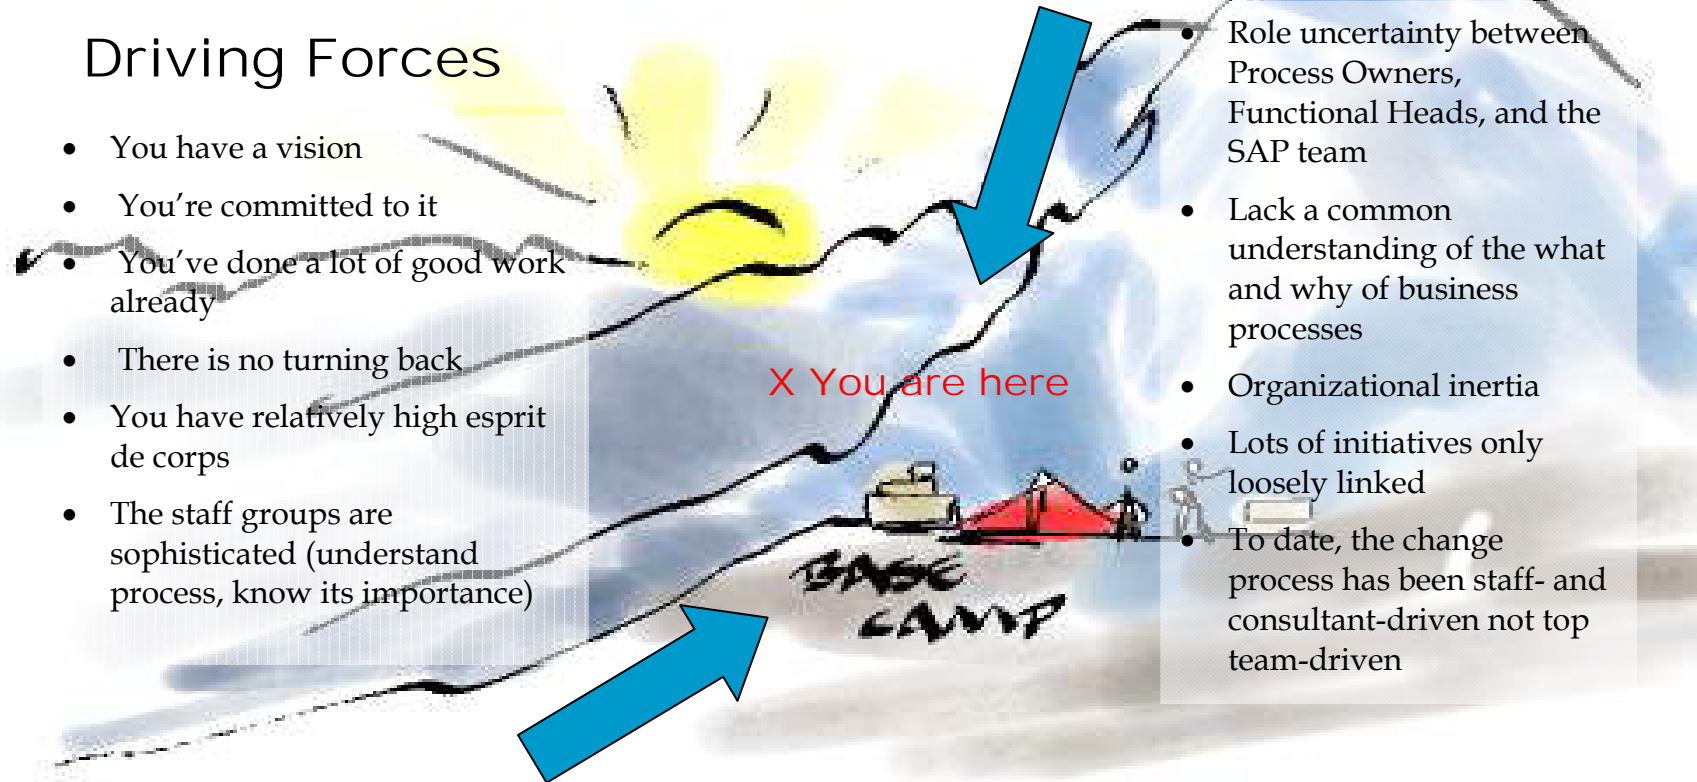 Driving Forces
• You have a vision
• You’re committed to it
• You’ve done a lot of good work
already
• There is no turning back
• You have relatively high esprit
de corps
• The staff groups are
sophisticated (understand
process, know its importance)
X You are here
BASE
CAMP
• Role uncertainty between
Process Owners,
Functional Heads, and the
SAP team
• Lack a common
understanding of the what
and why of business
processes
• Organizational inertia
• Lots of initiatives only
loosely linked
• To date, the change
process has been staff- and
consultant-driven not top
team-driven